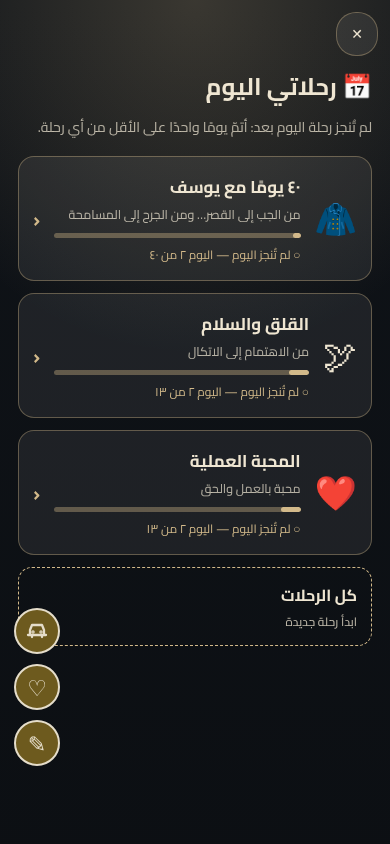 رحلاتي اليوم
لم تُنجز رحلة اليوم بعد: أتمّ يومًا واحدًا على الأقل من أي رحلة.
٤٠ يومًا مع يوسف
من الجب إلى القصر… ومن الجرح إلى المسامحة
○ لم تُنجز اليوم — اليوم ٢ من ٤٠
القلق والسلام
من الاهتمام إلى الاتكال
○ لم تُنجز اليوم — اليوم ٢ من ١٣
المحبة العملية
محبة بالعمل والحق
○ لم تُنجز اليوم — اليوم ٢ من ١٣
كل الرحلات
ابدأ رحلة جديدة